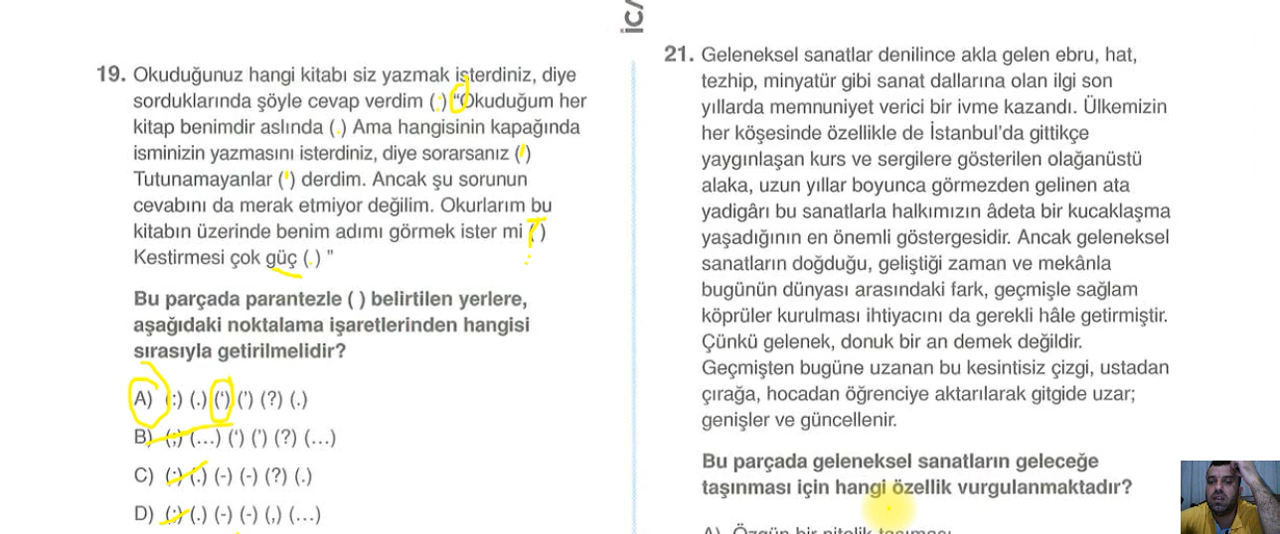 İC/
19. Okuduğunuz hangi kitabı siz yazmak isterdiniz, diye
sorduklarında şöyle cevap verdim (:) “Okuduğum her
kitap benimdir aslında (.) Ama hangisinin kapağında
isminizin yazmasını isterdiniz, diye sorarsanız (‘)
Tutunamayanlar (’) derdim. Ancak şu sorunun
cevabını da merak etmiyor değilim. Okurlarım bu
kitabın üzerinde benim adımı görmek ister mi ( )
?
Kestirmesi çok güç (.) ”
Bu parçada parantezle ( ) belirtilen yerlere,
aşağıdaki noktalama işaretlerinden hangisi
sırasıyla getirilmelidir?
A) (:) (.) (‘) (’) (?) (.)
B) (;) (...) (‘) (’) (?) (...)
C) (:) (.) (-) (-) (?) (.)
D) (;) (.) (-) (-) (,) (...)
21. Geleneksel sanatlar denilince akla gelen ebru, hat,
tezhip, minyatür gibi sanat dallarına olan ilgi son
yıllarda memnuniyet verici bir ivme kazandı. Ülkemizin
her köşesinde özellikle de İstanbul’da gittikçe
yaygınlaşan kurs ve sergilere gösterilen olağanüstü
alaka, uzun yıllar boyunca görmezden gelinen ata
yadigârı bu sanatlarla halkımızın âdeta bir kucaklaşma
yaşadığının en önemli göstergesidir. Ancak geleneksel
sanatların doğduğu, geliştiği zaman ve mekânla
bugünün dünyası arasındaki fark, geçmişle sağlam
köprüler kurulması ihtiyacını da gerekli hâle getirmiştir.
Çünkü gelenek, donuk bir an demek değildir.
Geçmişten bugüne uzanan bu kesintisiz çizgi, ustadan
çırağa, hocadan öğrenciye aktarılarak gitgide uzar;
genişler ve güncellenir.
Bu parçada geleneksel sanatların geleceğe
taşınması için hangi özellik vurgulanmaktadır?
A) Özgün bir nitelik taşıması